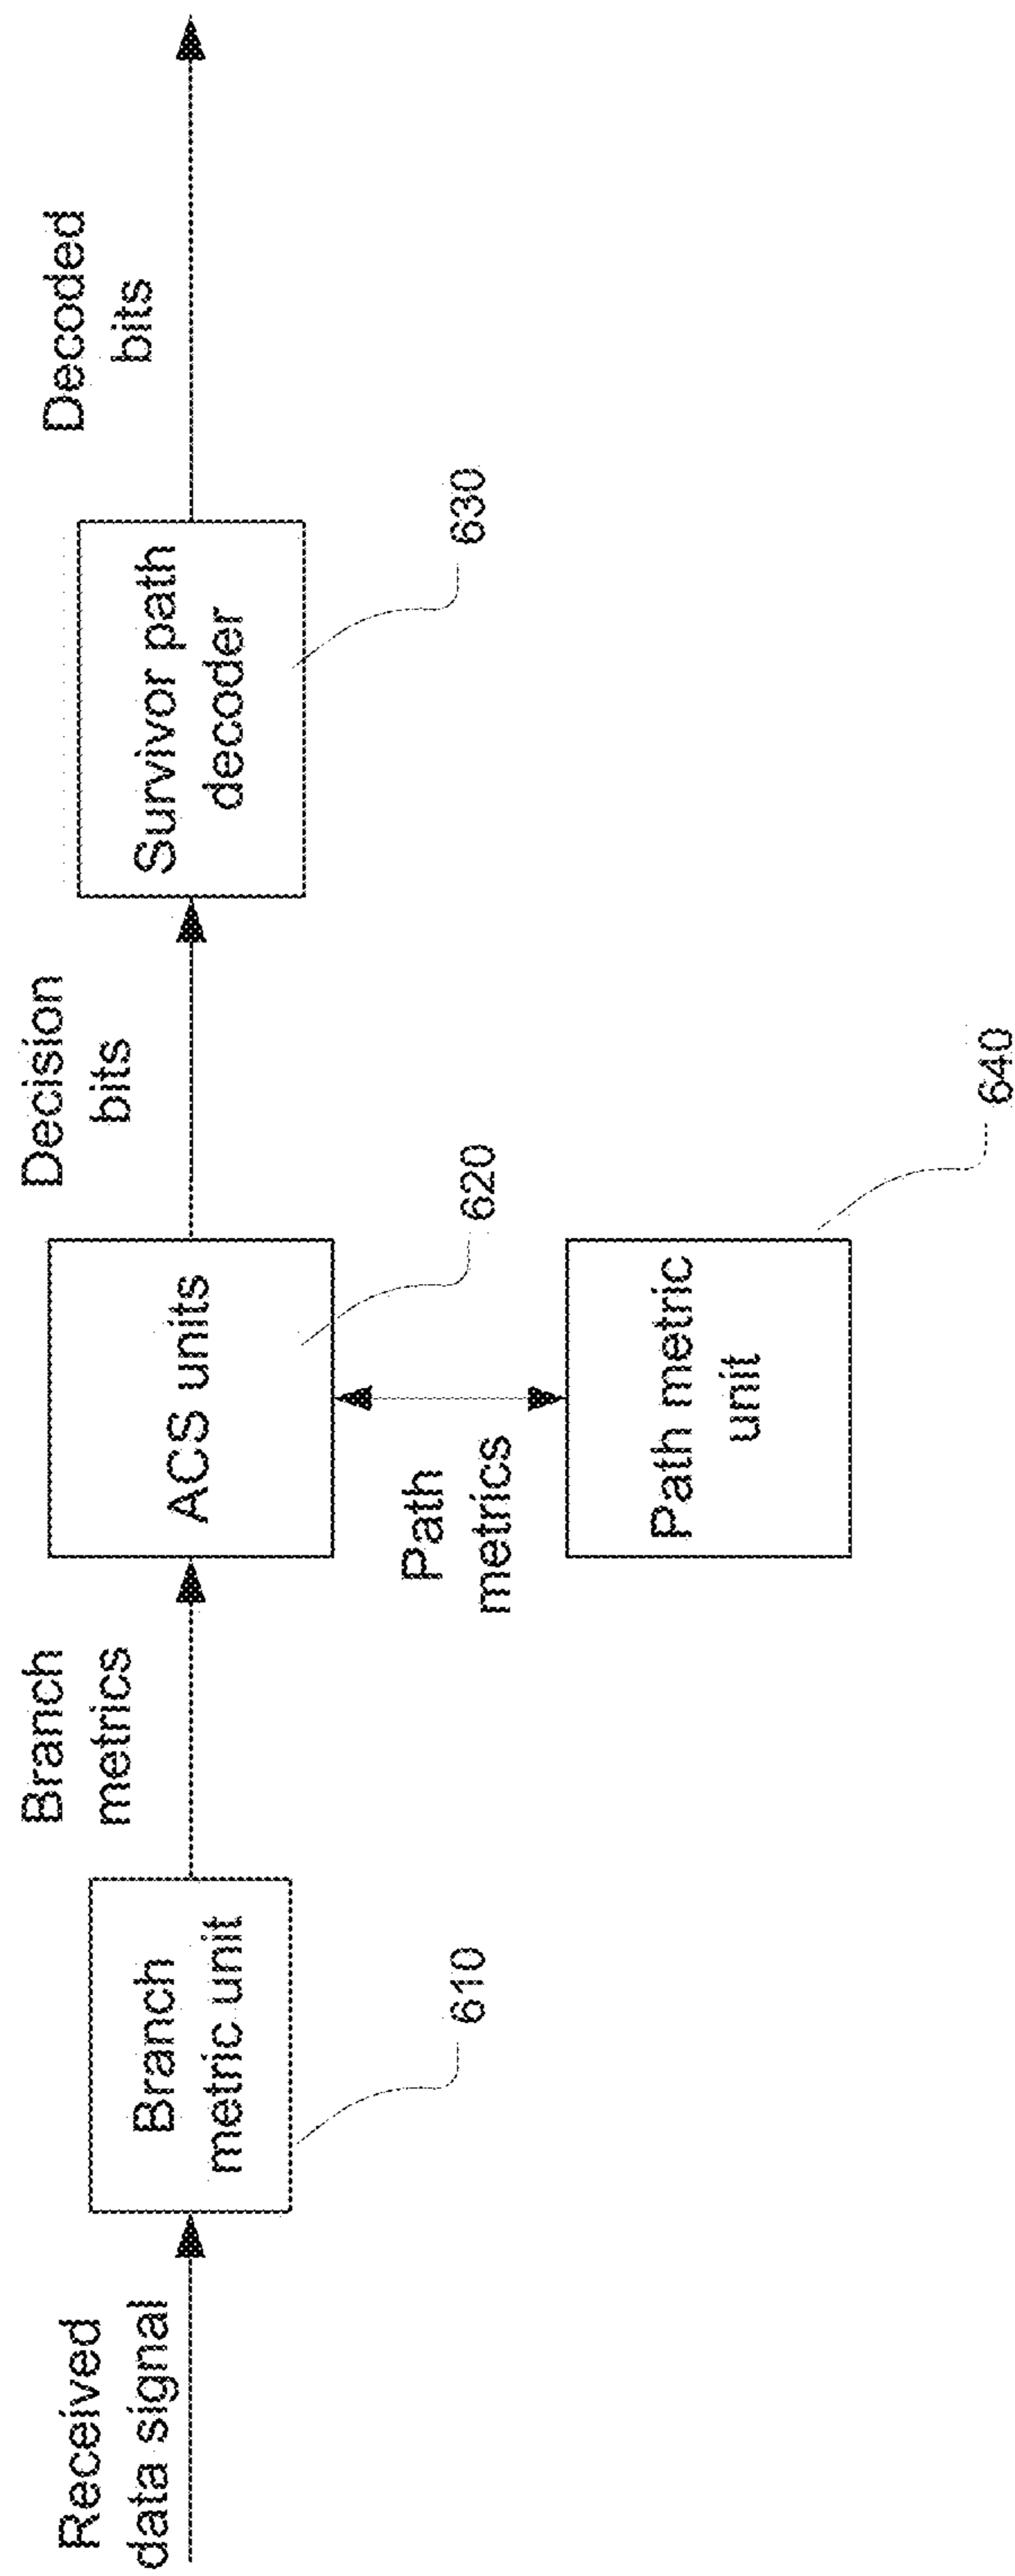 Received
data signal
Branch
metric unit
610
Branch
metrics
ACS units
620
Path
metrics
Path metric
unit
640
Decision
bits
Survivor path
decoder
630
Decoded
bits